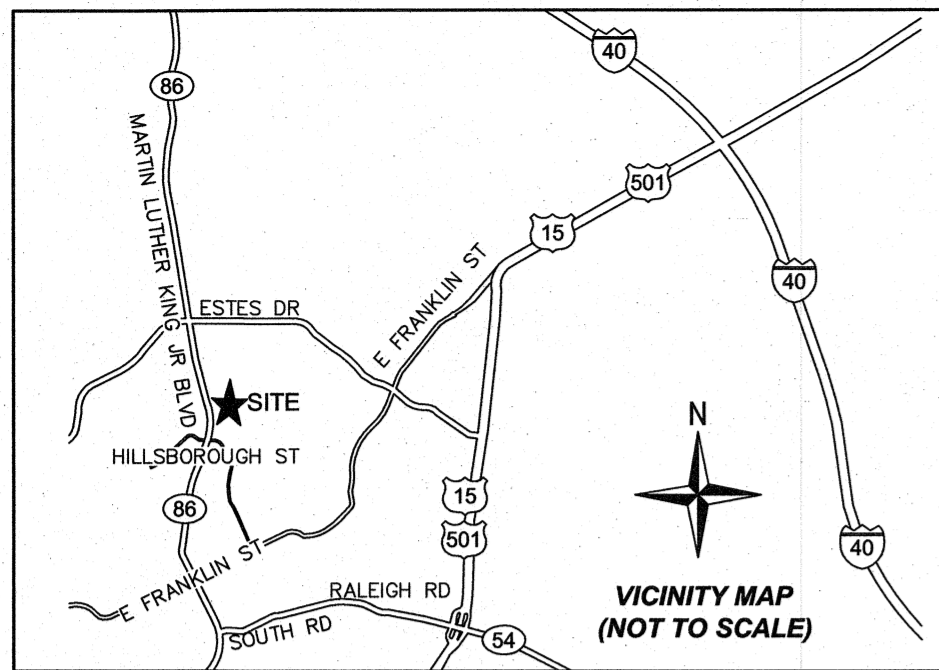 40
86
501
15
MARTIN LUTHER KING JR BLVD
E FRANKLIN ST
40
ESTES DR
SITE
N
HILLSBOROUGH ST
15
86
501
40
E FRANKLIN ST
RALEIGH RD
VICINITY MAP
(NOT TO SCALE)
SOUTH RD
54